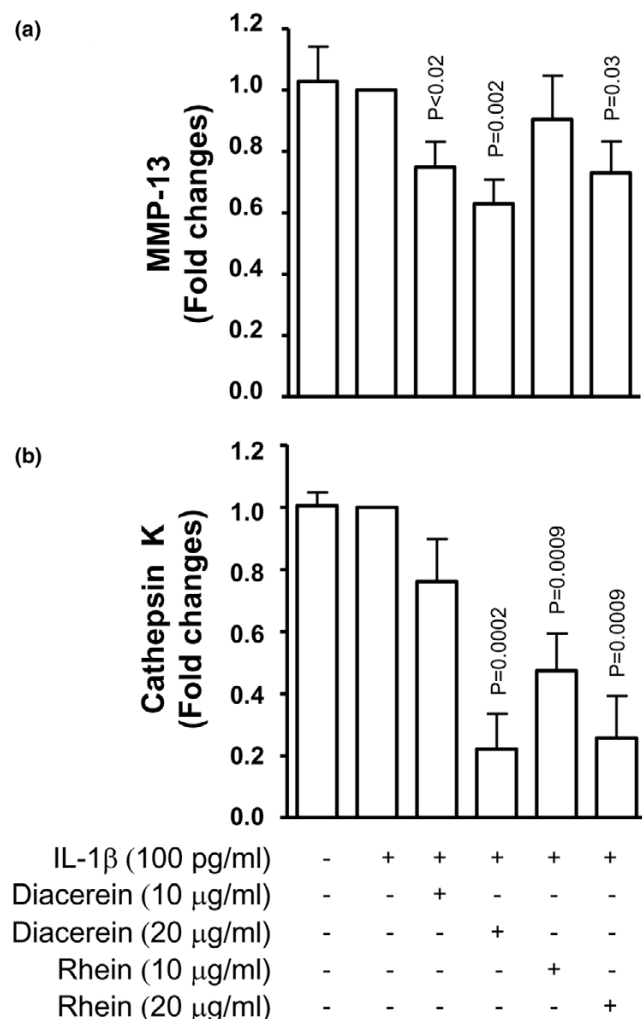 (a)
MMP-13
(Fold changes)
1.2
1.0
0.8
0.6
0.4
0.2
0.0
P<0.02
P=0.002
P=0.03
(b)
Cathepsin K
(Fold changes)
1.2
1.0
0.8
0.6
0.4
0.2
0.0
P=0.0002
P=0.0009
P=0.0009
IL-1β (100 pg/ml) - + + + + +
Diacerein (10 μg/ml) - - + - - -
Diacerein (20 μg/ml) - - - + - -
Rhein (10 μg/ml) - - - - + -
Rhein (20 μg/ml) - - - - - +